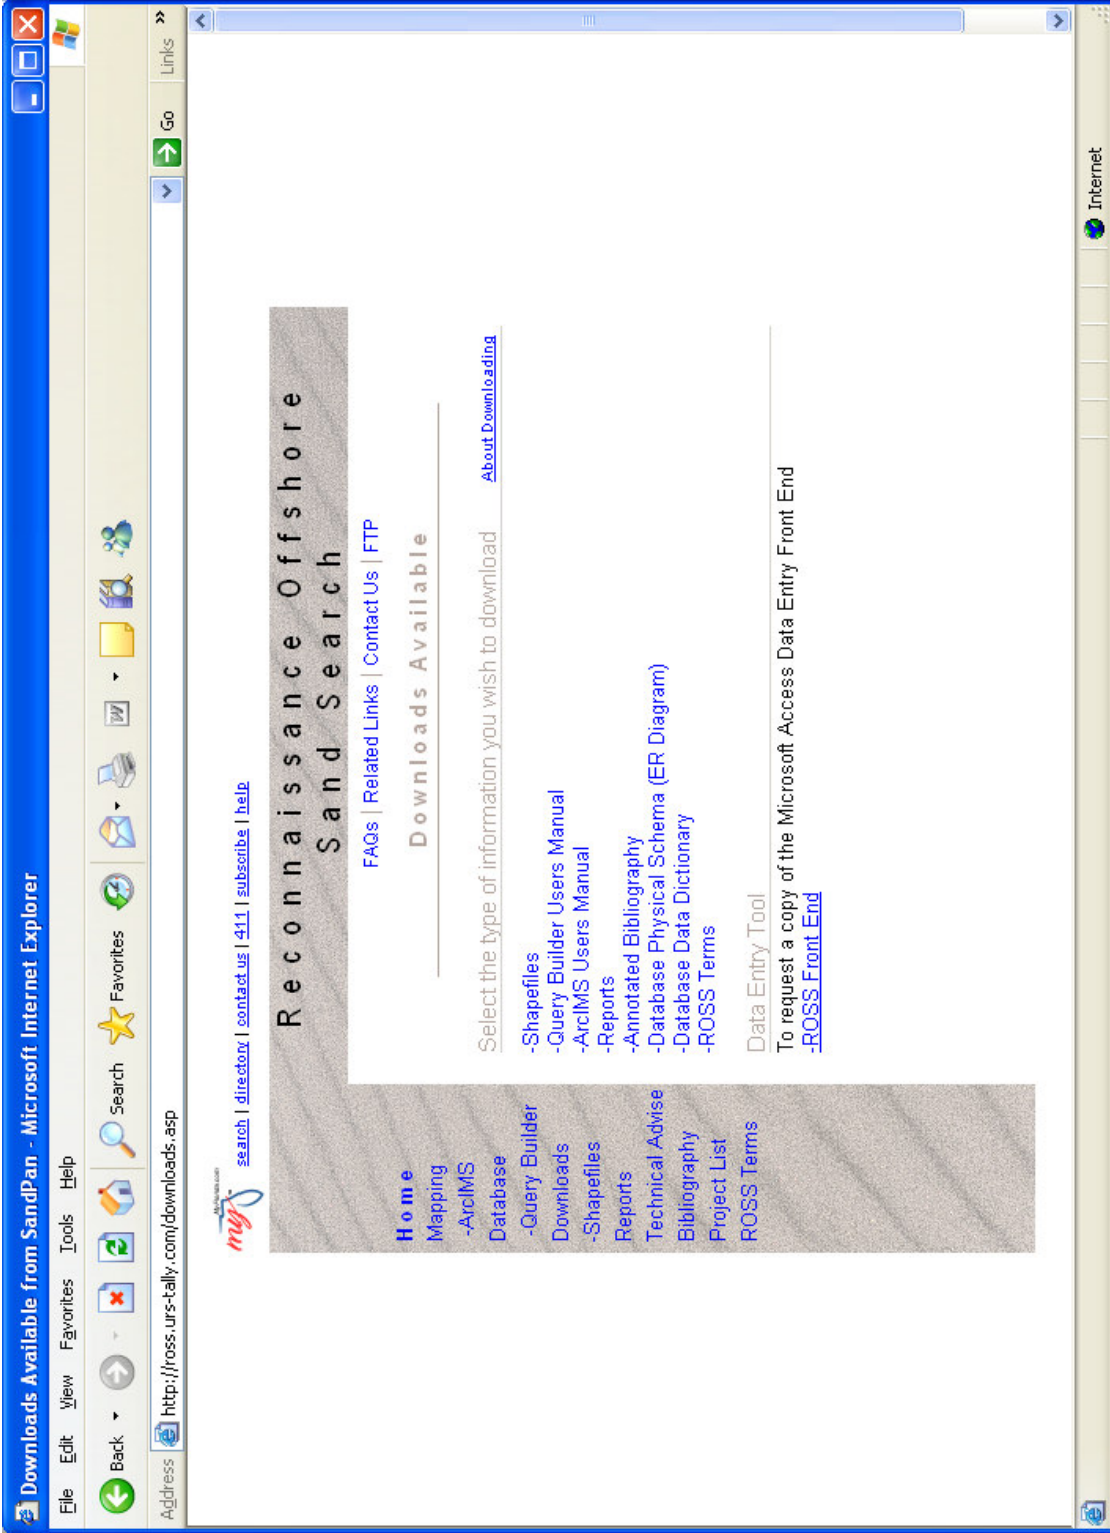 Downloads Available from SandPan - Microsoft Internet Explorer
File Edit View Favorites Tools Help
Back Search Favorites
Address http://ross.urs-tally.com/downloads.asp Go Links
search | directory | contact us | 411 | subscribe | help
Reconnaissance Offshore
Sand Search
FAQs | Related Links | Contact Us | FTP
Home
Mapping
-ArcIMS
Database
-Query Builder
Downloads
-Shapefiles
Reports
Technical Advise
Bibliography
Project List
ROSS Terms
Downloads Available
Select the type of information you wish to download About Downloading
-Shapefiles
-Query Builder Users Manual
-ArcIMS Users Manual
-Reports
-Annotated Bibliography
-Database Physical Schema (ER Diagram)
-Database Data Dictionary
-ROSS Terms
Data Entry Tool
To request a copy of the Microsoft Access Data Entry Front End
-ROSS Front End
Internet